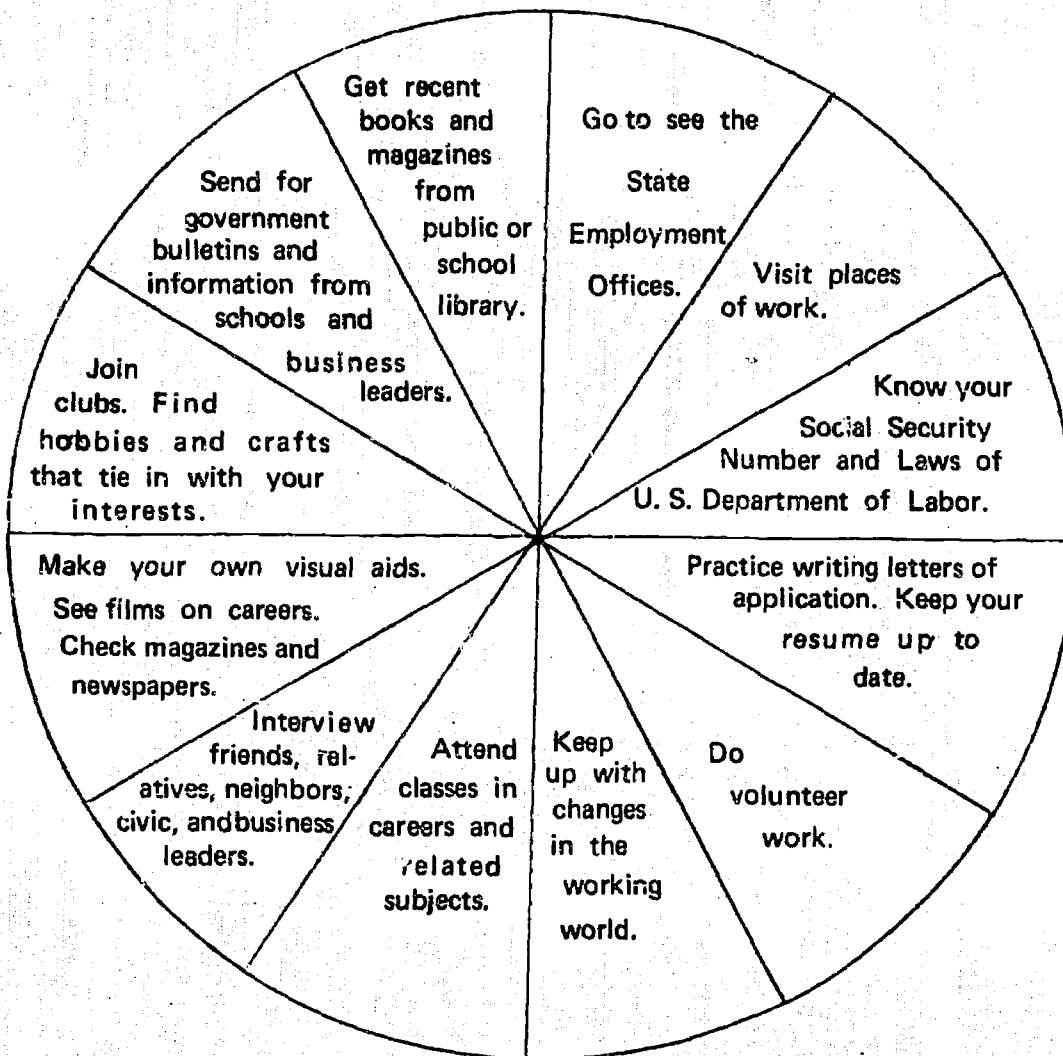 Go to see the
State
Employment
Offices.
Visit places
of work.
Know your
Social Security
Number and Laws of
U. S. Department of Labor.
Practice writing letters of
application. Keep your
resume up to
date.
Do
volunteer
work.
Keep
up with
changes
in the
working
world.
Attend
classes in
careers and
related
subjects.
Interview
friends, rel-
atives, neighbors,
civic, and business
leaders.
Make your own visual aids.
See films on careers.
Check magazines and
newspapers.
Join
clubs. Find
hobbies and crafts
that tie in with your
interests.
Send for
government
bulletins and
information from
schools and
business
leaders.
Get recent
books and
magazines
from
public or
school
library.